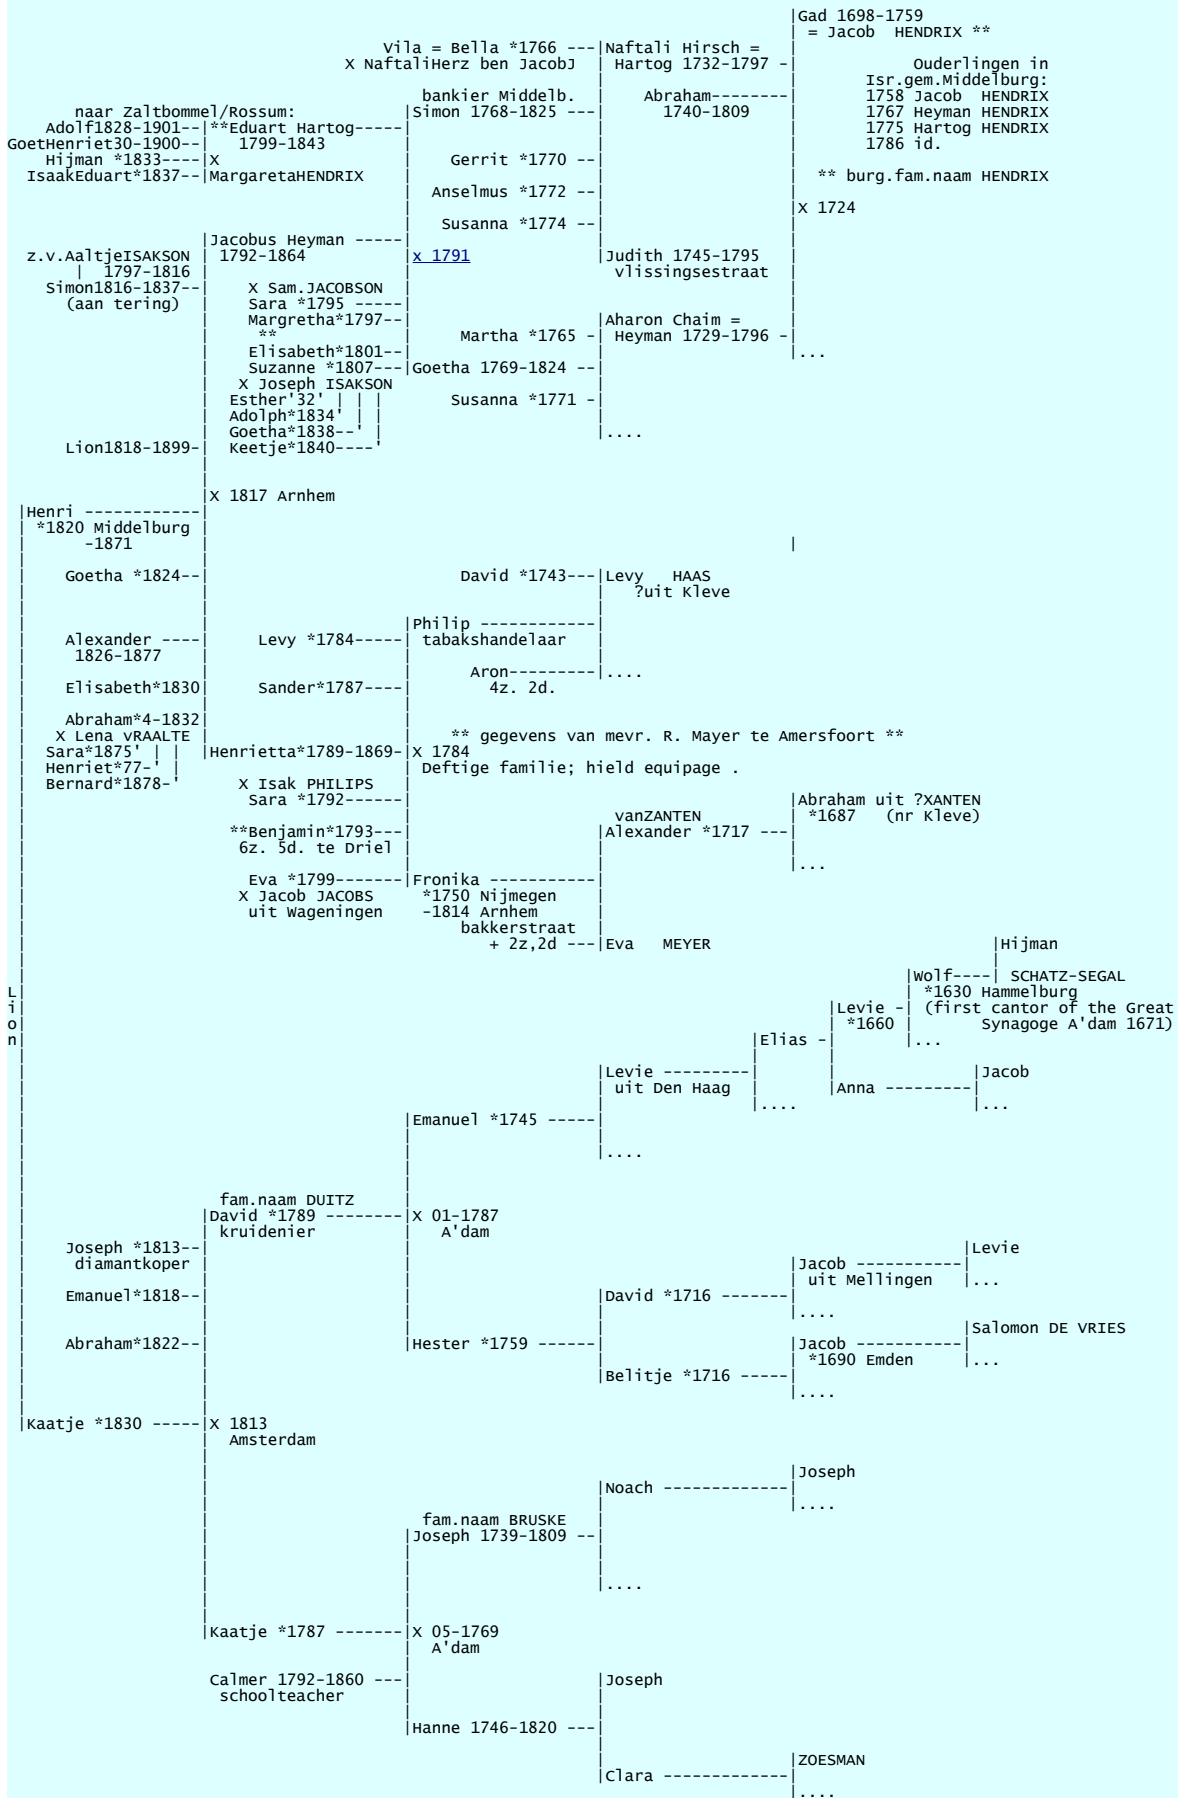 |Gad 1698-1759
| = Jacob  HENDRIX **
Vila = Bella *1766 ---|Naftali Hirsch =   |
X NaftaliHerz ben JacobJ  | Hartog 1732-1797 -|            Ouderlingen in
|                   |       Isr.gem.Middelburg:
bankier Middelb.  |    Abraham--------|       1758 Jacob  HENDRIX
naar Zaltbommel/Rossum:           |Simon 1768-1825 ---|      1740-1809    |       1767 Heyman HENDRIX
Adolf1828-1901--|**Eduart Hartog-----|                   |                   |       1775 Hartog HENDRIX
GoetHenriet30-1900--|   1799-1843        |                   |                   |       1786 id.
Hijman *1833----|X                   |    Gerrit *1770 --|                   |
IsaakEduart*1837--|MargaretaHENDRIX    |                   |                   |  ** burg.fam.naam HENDRIX
|  Anselmus *1772 --|                   |
|                   |                   |X 1724
|   Susanna *1774 --|                   |
|Jacobus Heyman -----|                   |                   |
z.v.AaltjeISAKSON | 1792-1864          |x 1791             |Judith 1745-1795   |
|  1797-1816 |                    |                   | vlissingsestraat  |
Simon1816-1837--|    X Sam.JACOBSON  |                   |                   |
(aan tering)  |    Sara *1795 -----|                   |                   |
|    Margretha*1797--|                   |Aharon Chaim =     |
|     **             |     Martha *1765 -| Heyman 1729-1796 -|
|    Elisabeth*1801--|                   |                   |...
|    Suzanne *1807---|Goetha 1769-1824 --|
|   X Joseph ISAKSON                     |
|  Esther'32' | | |       Susanna *1771 -|
|  Adolph*1834' | |                      |
|  Goetha*1838--' |                      |....
Lion1818-1899-|  Keetje*1840----'
|
|
|X 1817 Arnhem
|Henri ------------|
| *1820 Middelburg |
|      -1871       |                                                           |
|                  |
|    Goetha *1824--|                          David *1743---|Levy   HAAS
|                  |                                        |   ?uit Kleve
|                  |                    |                   |
|                  |                    |Philip ------------|
|    Alexander ----|     Levy *1784-----| tabakshandelaar   |
|     1826-1877    |                    |                   |
|                  |                    |      Aron---------|....
|    Elisabeth*1830|     Sander*1787----|        4z. 2d.
|                  |                    |
|    Abraham*4-1832|                    |
|   X Lena vRAALTE |                    |    ** gegevens van mevr. R. Mayer te Amersfoort **
|  Sara*1875' | |  |Henrietta*1789-1869-|X 1784
|  Henriet*77-' |                       | Deftige familie; hield equipage .
|  Bernard*1878-'      X Isak PHILIPS   |
|                       Sara *1792------|                                       |Abraham uit ?XANTEN
|                                       |                     vanZANTEN         | *1687   (nr Kleve)
|                     **Benjamin*1793---|                   |Alexander *1717 ---|
|                      6z. 5d. te Driel |                   |                   |
|                                       |                   |                   |...
|                       Eva *1799-------|Fronika -----------|
|                      X Jacob JACOBS     *1750 Nijmegen    |
|                       uit Wageningen    -1814 Arnhem      |
|                                             bakkerstraat  |
|                                                + 2z,2d ---|Eva   MEYER                             |Hijman
|                                                                                                    |
|                                                                                           |Wolf----| SCHATZ-SEGAL
L|                                                                                           | *1630 Hammelburg
i|                                                                                   |Levie -| (first cantor of the Great
o|                                                                                   | *1660 |       Synagoge A'dam 1671)
n|                                                                           |Elias -|       |...
|                                                                           |       |
|                                                           |Levie ---------|       |              |Jacob
|                                                           | uit Den Haag  |       |Anna ---------|
|                                                           |               |....                  |...
|                                       |Emanuel *1745 -----|
|                                       |                   |
|                                       |                   |....
|                                       |
|                                       |
|                    fam.naam DUITZ     |
|                  |David *1789 --------|X 01-1787
|                  | kruidenier         |   A'dam
|    Joseph *1813--|                    |                                                         |Levie
|     diamantkoper |                    |                                       |Jacob -----------|
|                  |                    |                                       | uit Mellingen   |...
|    Emanuel*1818--|                    |                   |David *1716 -------|
|                  |                    |                   |                   |....
|                  |                    |                   |                                     |Salomon DE VRIES
|    Abraham*1822--|                    |Hester *1759 ------|                   |Jacob -----------|
|                  |                                        |                   | *1690 Emden     |...
|                  |                                        |Belitje *1716 -----|
|                  |                                                            |....
|                  |
|Kaatje *1830 -----|X 1813
|  Amsterdam
|
|                                                            |Joseph
|                                        |Noach -------------|
|                                        |                   |....
|                      fam.naam BRUSKE   |
|                    |Joseph 1739-1809 --|
|                    |                   |
|                    |                   |
|                    |                   |....
|                    |
|                    |
|Kaatje *1787 -------|X 05-1769
|  A'dam
|
Calmer 1792-1860 ---|                   |Joseph
schoolteacher      |                   |
|                   |
|Hanne 1746-1820 ---|
|
|                   |ZOESMAN
|Clara -------------|
|....